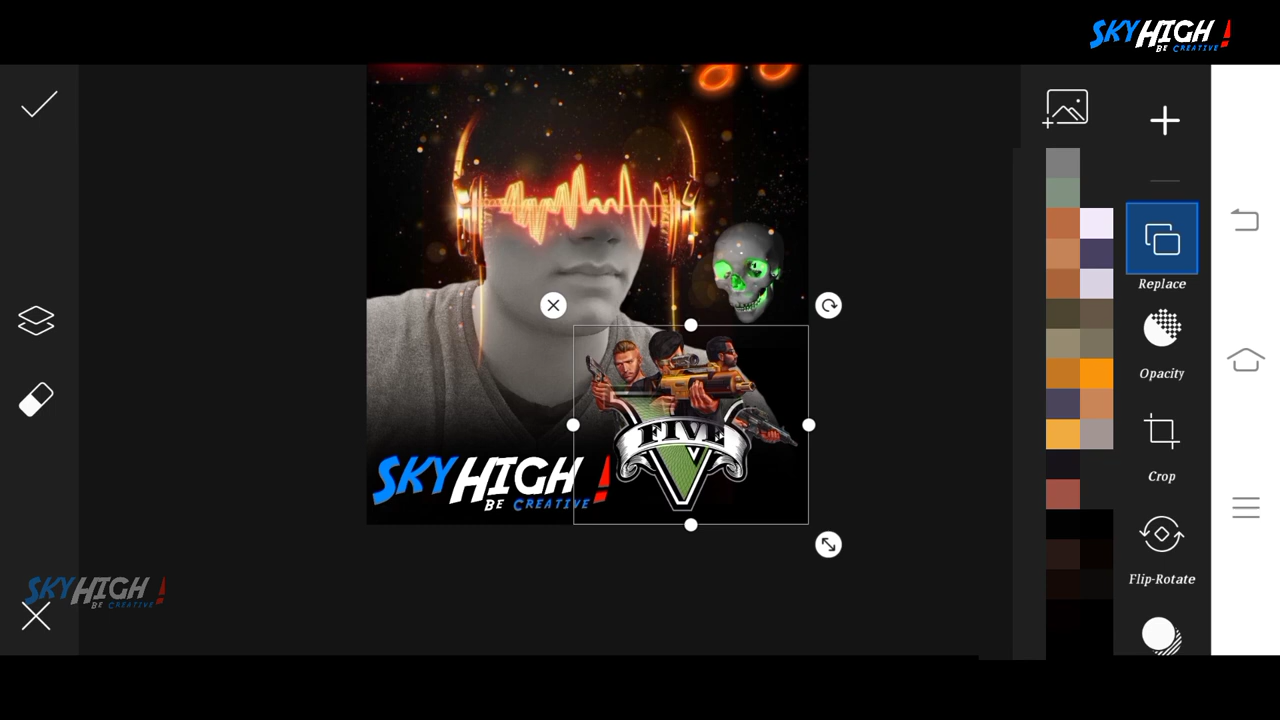 SKYHIGH!
BE CREATIVE
Replace
Opacity
FIVE
Crop
SKYHIGH!
BE CREATIVE
Flip-Rotate
SKYHIGH!
BE CREATIVE